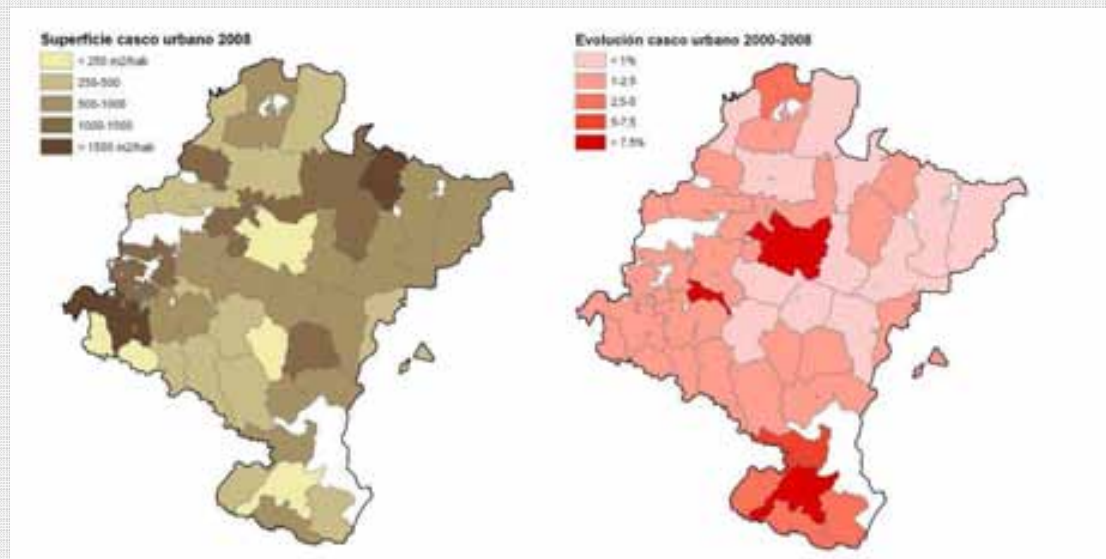 Superficie casco urbano 2008
< 250 m2/hab
250-500
500-1000
1000-1500
> 1500 m2/hab
Evolución casco urbano 2000-2008
< 1%
1-2.5
2.5-5
5-7.5
> 7.5%